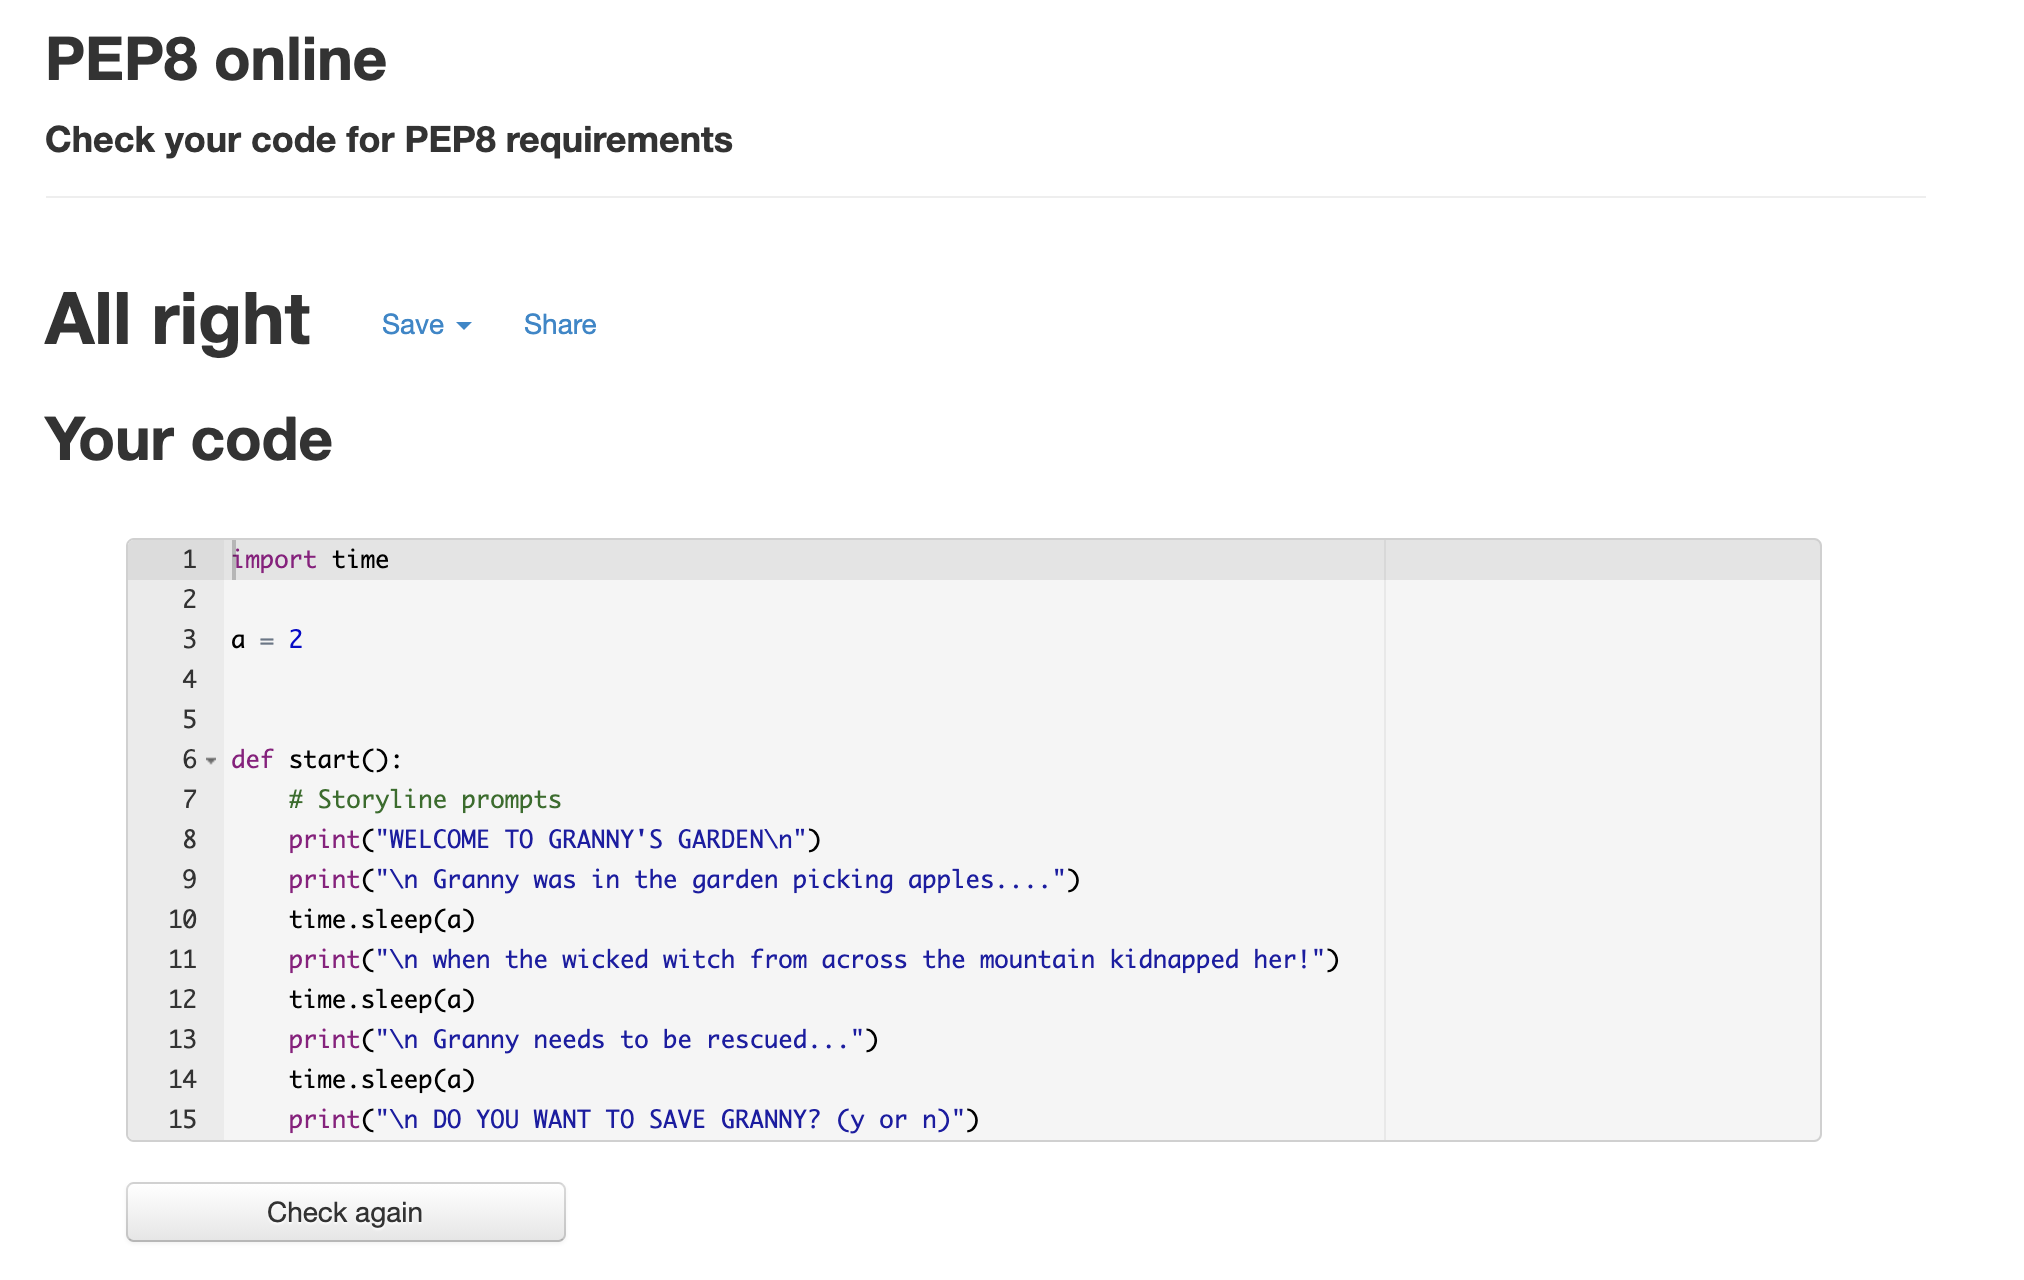 PEP8 online
Check your code for PEP8 requirements
All right Save Share
Your code
1 import time
2
3 a = 2
4
5
6 def start():
7     # Storyline prompts
8     print("WELCOME TO GRANNY'S GARDEN\n")
9     print("\n Granny was in the garden picking apples....")
10     time.sleep(a)
11     print("\n when the wicked witch from across the mountain kidnapped her!")
12     time.sleep(a)
13     print("\n Granny needs to be rescued...")
14     time.sleep(a)
15     print("\n DO YOU WANT TO SAVE GRANNY? (y or n)")
Check again